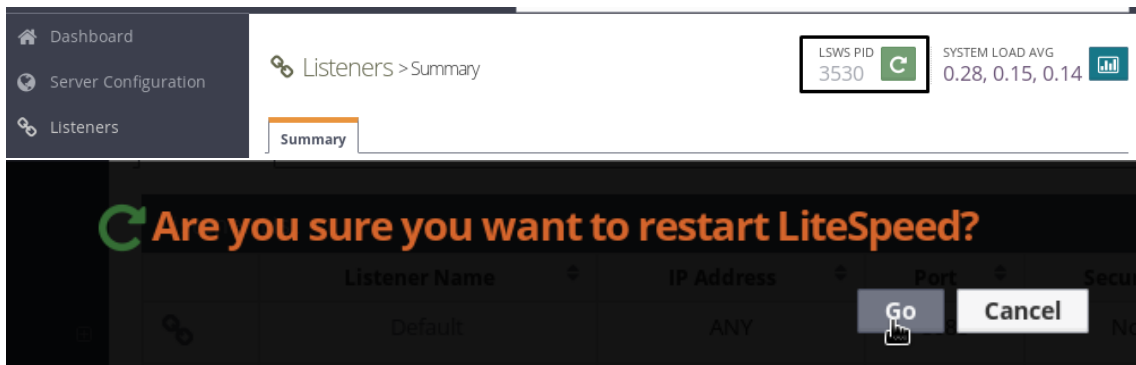 Dashboard
Server Configuration
Listeners
Listeners > Summary
LSWS PID
3530
SYSTEM LOAD AVG
0.28, 0.15, 0.14
Summary
Are you sure you want to restart LiteSpeed?
Listener Name
IP Address
Port
Go
Cancel
Default
ANY